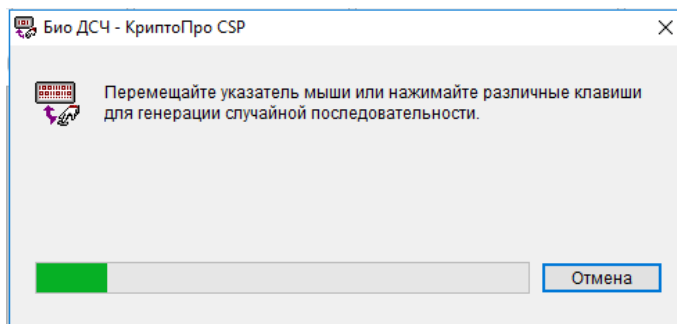 Био ДСЧ - КриптоПро CSP
Перемещайте указатель мыши или нажимайте различные клавиши
для генерации случайной последовательности.
Отмена